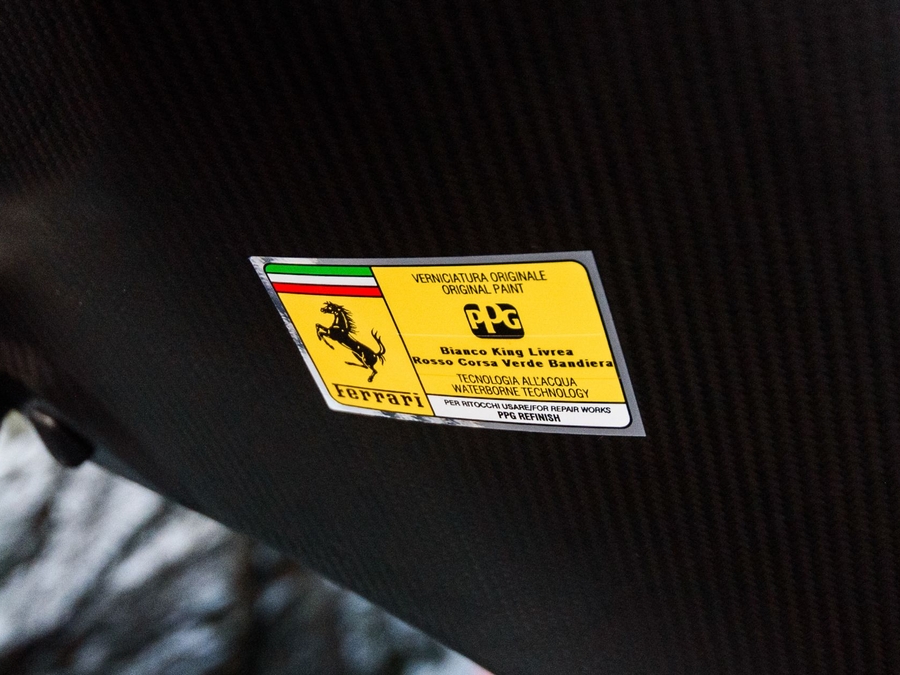 VERNICIATURA ORIGINALE
ORIGINAL PAINT
PPG
Bianco King Livrea
Rosso Corsa Verde Bandiera
TECNOLOGIA ALL'ACQUA
WATERBORNE TECHNOLOGY
Ferrari
PER RITOCCHI USARE/FOR REPAIR WORKS
PPG REFINISH